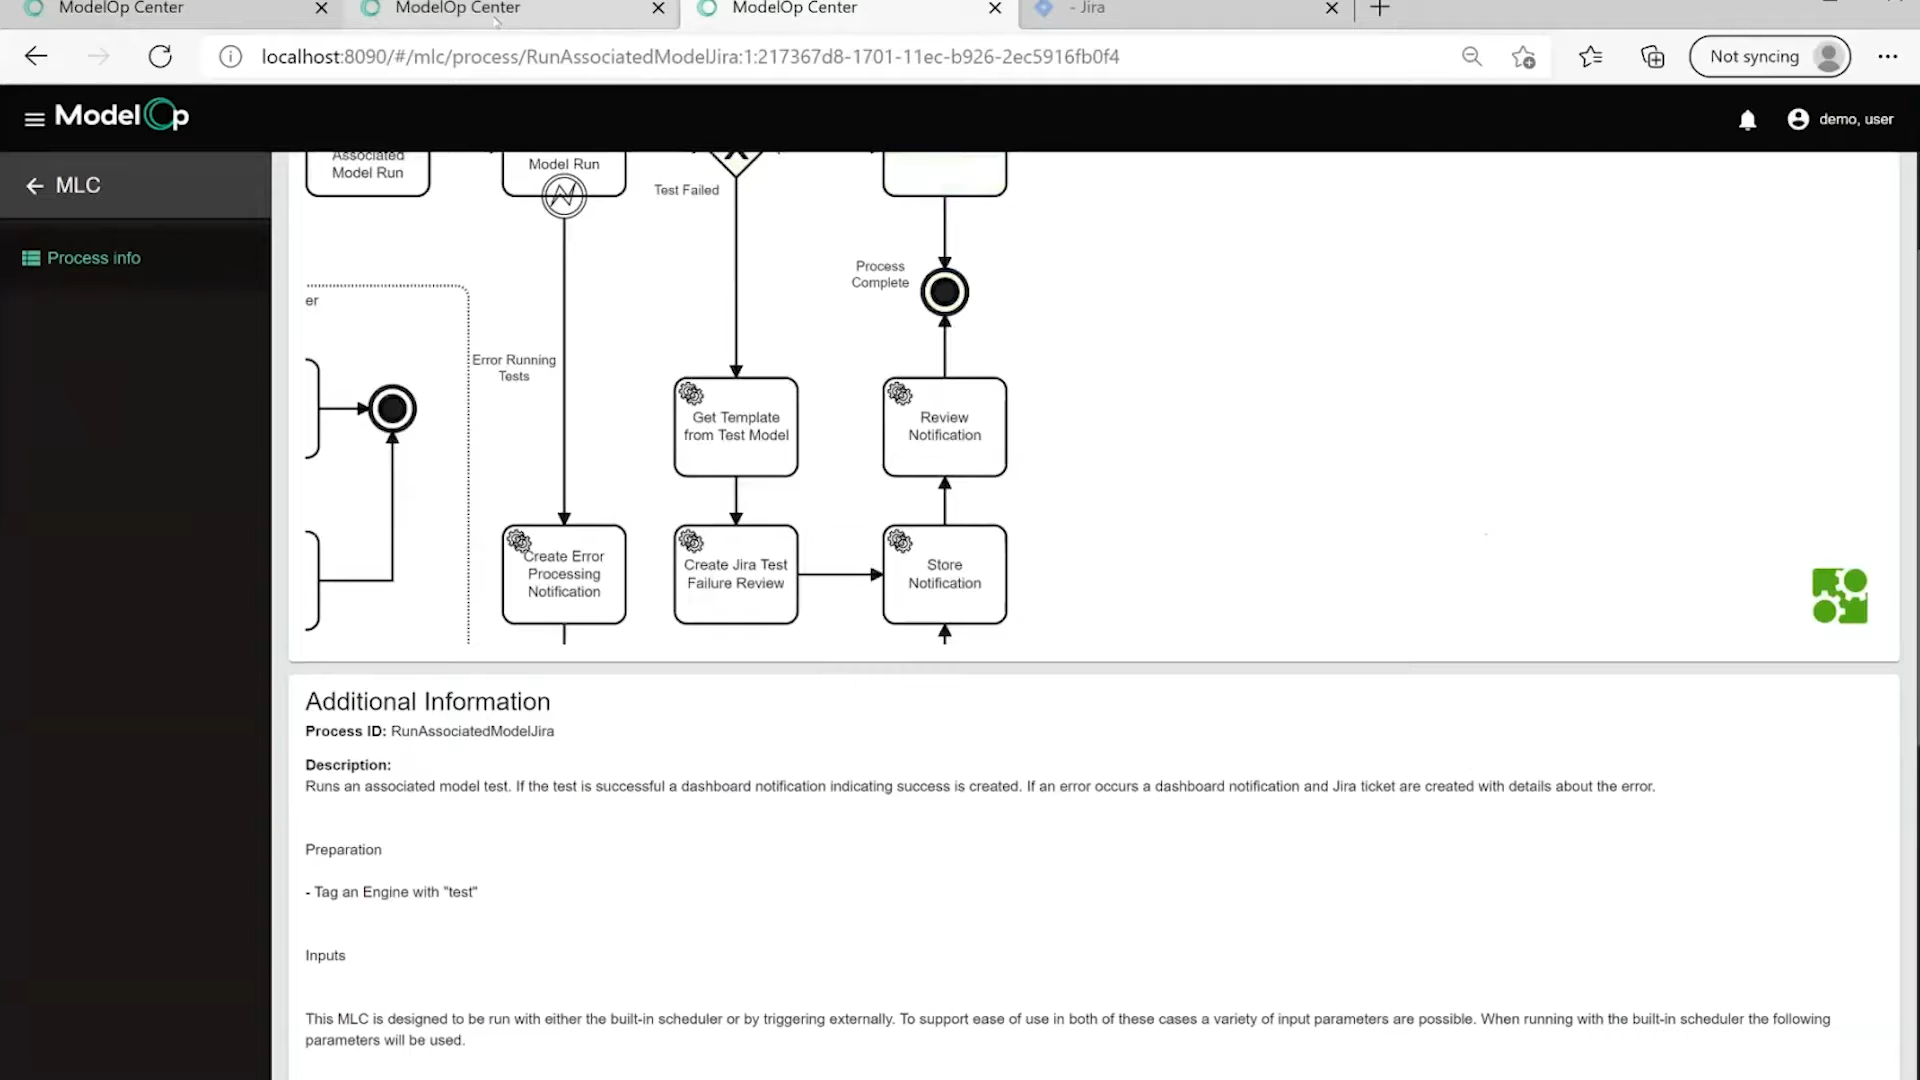 ModelOp Center
ModelOp Center
ModelOp Center
- Jira
localhost:8090/#/mlc/process/RunAssociatedModelJira:1:217367d8-1701-11ec-b926-2ec5916fb0f4
Not syncing
ModelOp
demo, user
MLC
Process info
Associated
Model Run
Model Run
Test Failed
Process
Complete
er
Error Running
Tests
Get Template
from Test Model
Review
Notification
Create Error
Processing
Notification
Create Jira Test
Failure Review
Store
Notification
Additional Information
Process ID: RunAssociatedModelJira
Description:
Runs an associated model test. If the test is successful a dashboard notification indicating success is created. If an error occurs a dashboard notification and Jira ticket are created with details about the error.
Preparation
- Tag an Engine with "test"
Inputs
This MLC is designed to be run with either the built-in scheduler or by triggering externally. To support ease of use in both of these cases a variety of input parameters are possible. When running with the built-in scheduler the following
parameters will be used.